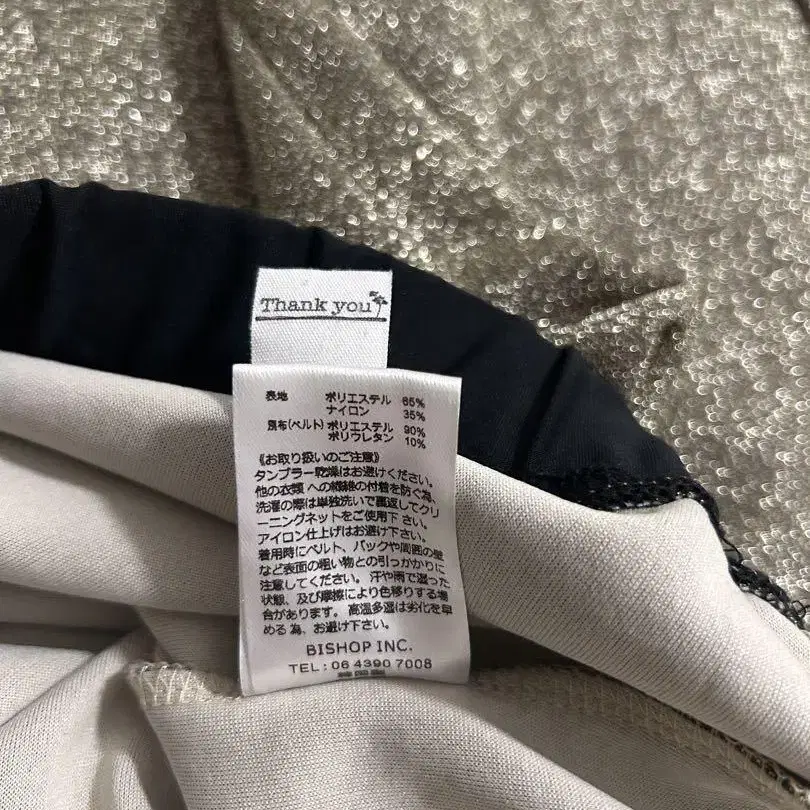 Thank you
表地 ポリエステル 65%
ナイロン 35%
別布(ベルト) ポリエステル 90%
ポリウレタン 10%
《お取り扱いのご注意》
タンブラー乾燥はお避けください。
他の衣類 への繊維の付着を防ぐ為、
洗濯の際は単独洗いで裏返してクリ
ーニングネットをご使用下 さい。
アイロン仕上げはお避け下さい。
着用時にベルト、バックや周囲の壁
など表面の粗い物との引っかかりに
注意してください。 汗や雨で湿った
状態、及び摩擦により色移りする場
合があります。 高温多湿は劣化を早
める 為、お避け下さい。
BISHOP INC.
TEL : 06 4390 7008